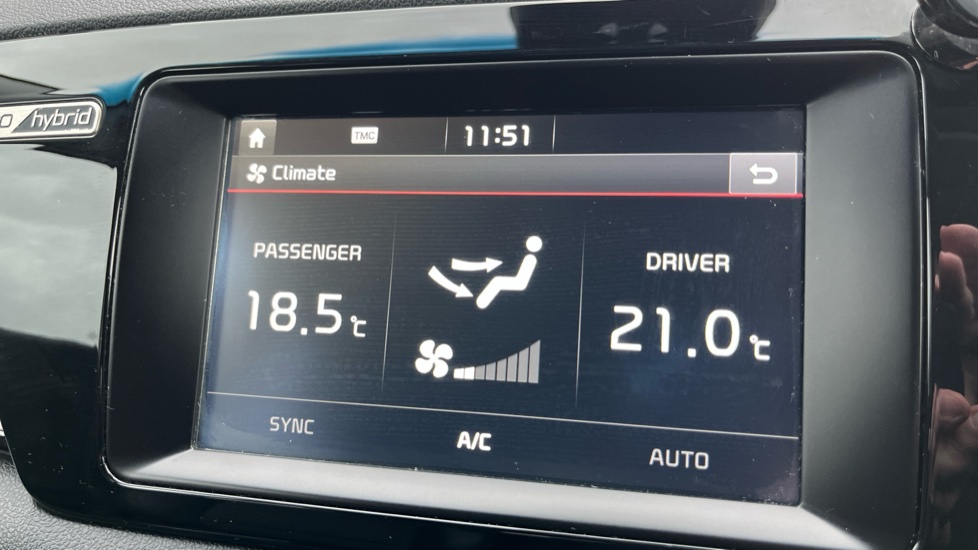 hybrid
TMC
11:51
Climate
PASSENGER
DRIVER
18.5°C
21.0°C
SYNC
A/C
AUTO